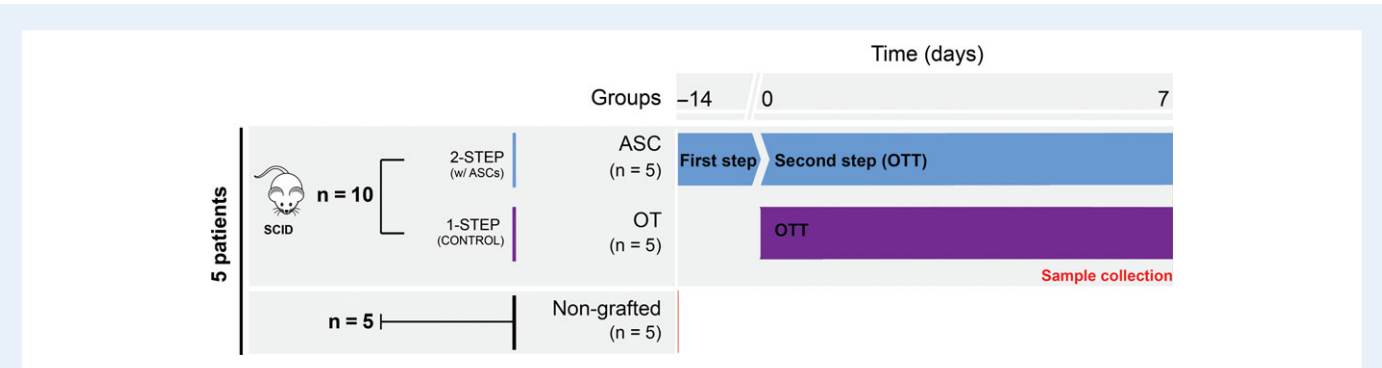 Time (days)
Groups –14 0 7
5 patients
SCID
n = 10
2-STEP
(w/ ASCs)
ASC
(n = 5)
First step
Second step (OTT)
1-STEP
(CONTROL)
OT
(n = 5)
OTT
Sample collection
n = 5
Non-grafted
(n = 5)